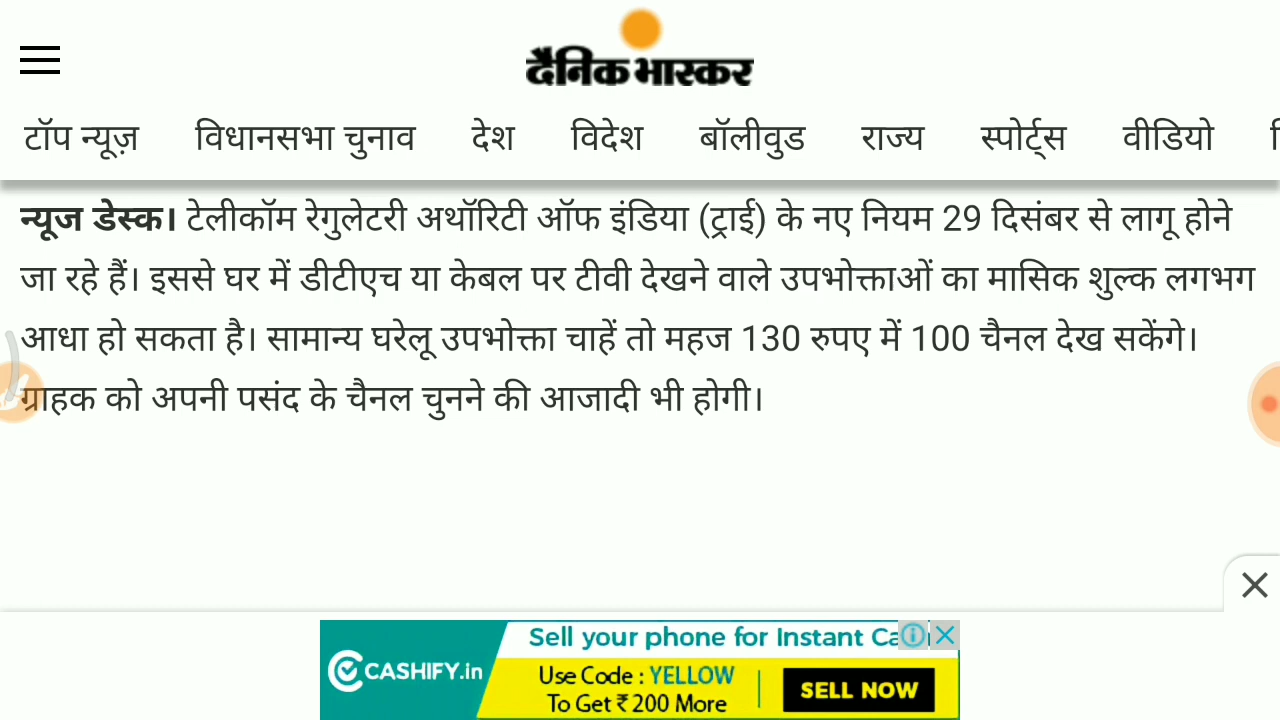 दैनिक भास्कर
टॉप न्यूज़ विधानसभा चुनाव देश विदेश बॉलीवुड राज्य स्पोर्ट्स वीडियो
न्यूज डेस्क। टेलीकॉम रेगुलेटरी अथॉरिटी ऑफ इंडिया (ट्राई) के नए नियम 29 दिसंबर से लागू होने
जा रहे हैं। इससे घर में डीटीएच या केबल पर टीवी देखने वाले उपभोक्ताओं का मासिक शुल्क लगभग
आधा हो सकता है। सामान्य घरेलू उपभोक्ता चाहें तो महज 130 रुपए में 100 चैनल देख सकेंगे।
ग्राहक को अपनी पसंद के चैनल चुनने की आजादी भी होगी।
Sell your phone for Instant
CASHIFY.in
Use Code : YELLOW
To Get ₹200 More
SELL NOW